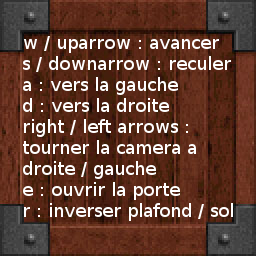 w / uparrow : avancer
s / downarrow : reculer
a : vers la gauche
d : vers la droite
right / left arrows :
tourner la camera a
droite / gauche
e : ouvrir la porte
r : inverser plafond / sol